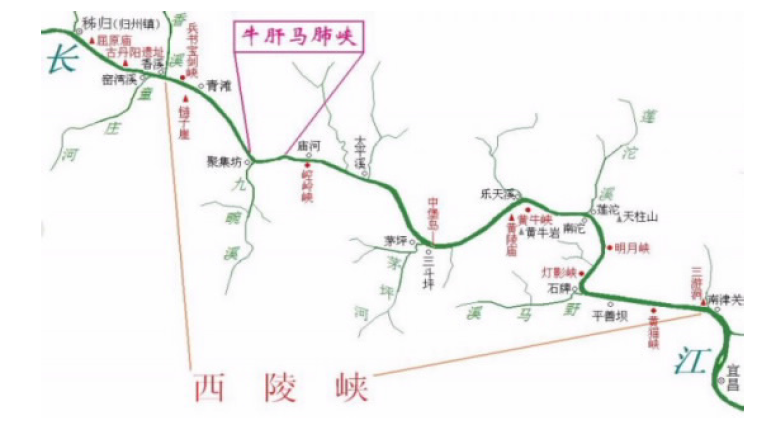 秭归(归州镇)
屈原庙
古丹阳遗址
香溪
香溪
窑湾溪
兵书宝剑峡
青滩
链子崖
童庄河
长
牛肝马肺峡
聚集坊
九畹溪
庙河
崆岭峡
太平溪
中堡岛
茅坪
三斗坪
茅坪河
乐天溪
黄牛峡
黄陵庙
黄牛岩
南沱
莲沱
莲沱溪
天柱山
明月峡
灯影峡
石牌
野马溪
平善坝
黄猫峡
三游洞
南津关
江
宜昌
西陵峡